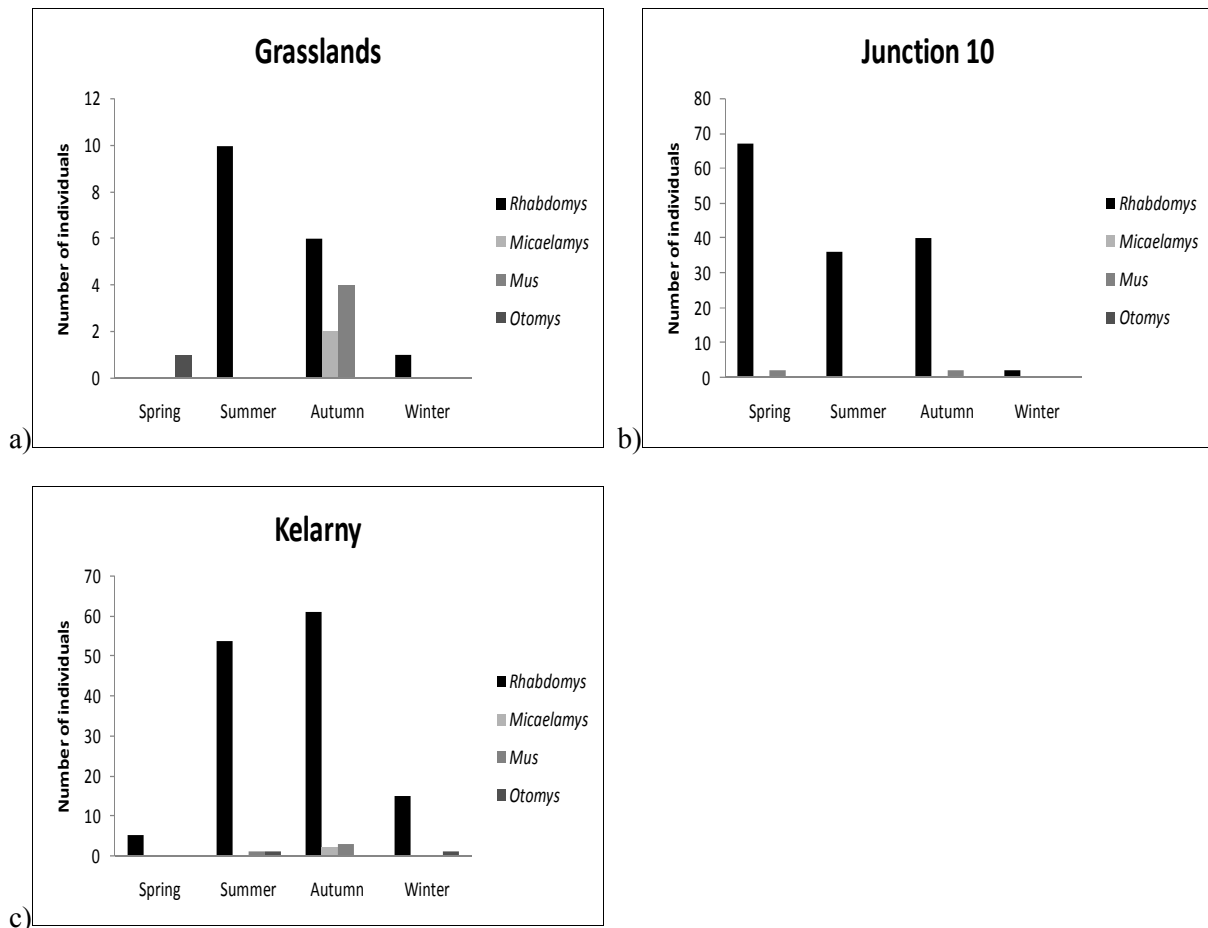 Grasslands
Number of individuals
12
10
8
6
4
2
0
Spring Summer Autumn Winter
Rhabdomys
Micaelamys
Mus
Otomys
a)
Junction 10
Number of individuals
80
70
60
50
40
30
20
10
0
Spring Summer Autumn Winter
Rhabdomys
Micaelamys
Mus
Otomys
b)
Kelarny
Number of individuals
70
60
50
40
30
20
10
0
Spring Summer Autumn Winter
Rhabdomys
Micaelamys
Mus
Otomys
c)